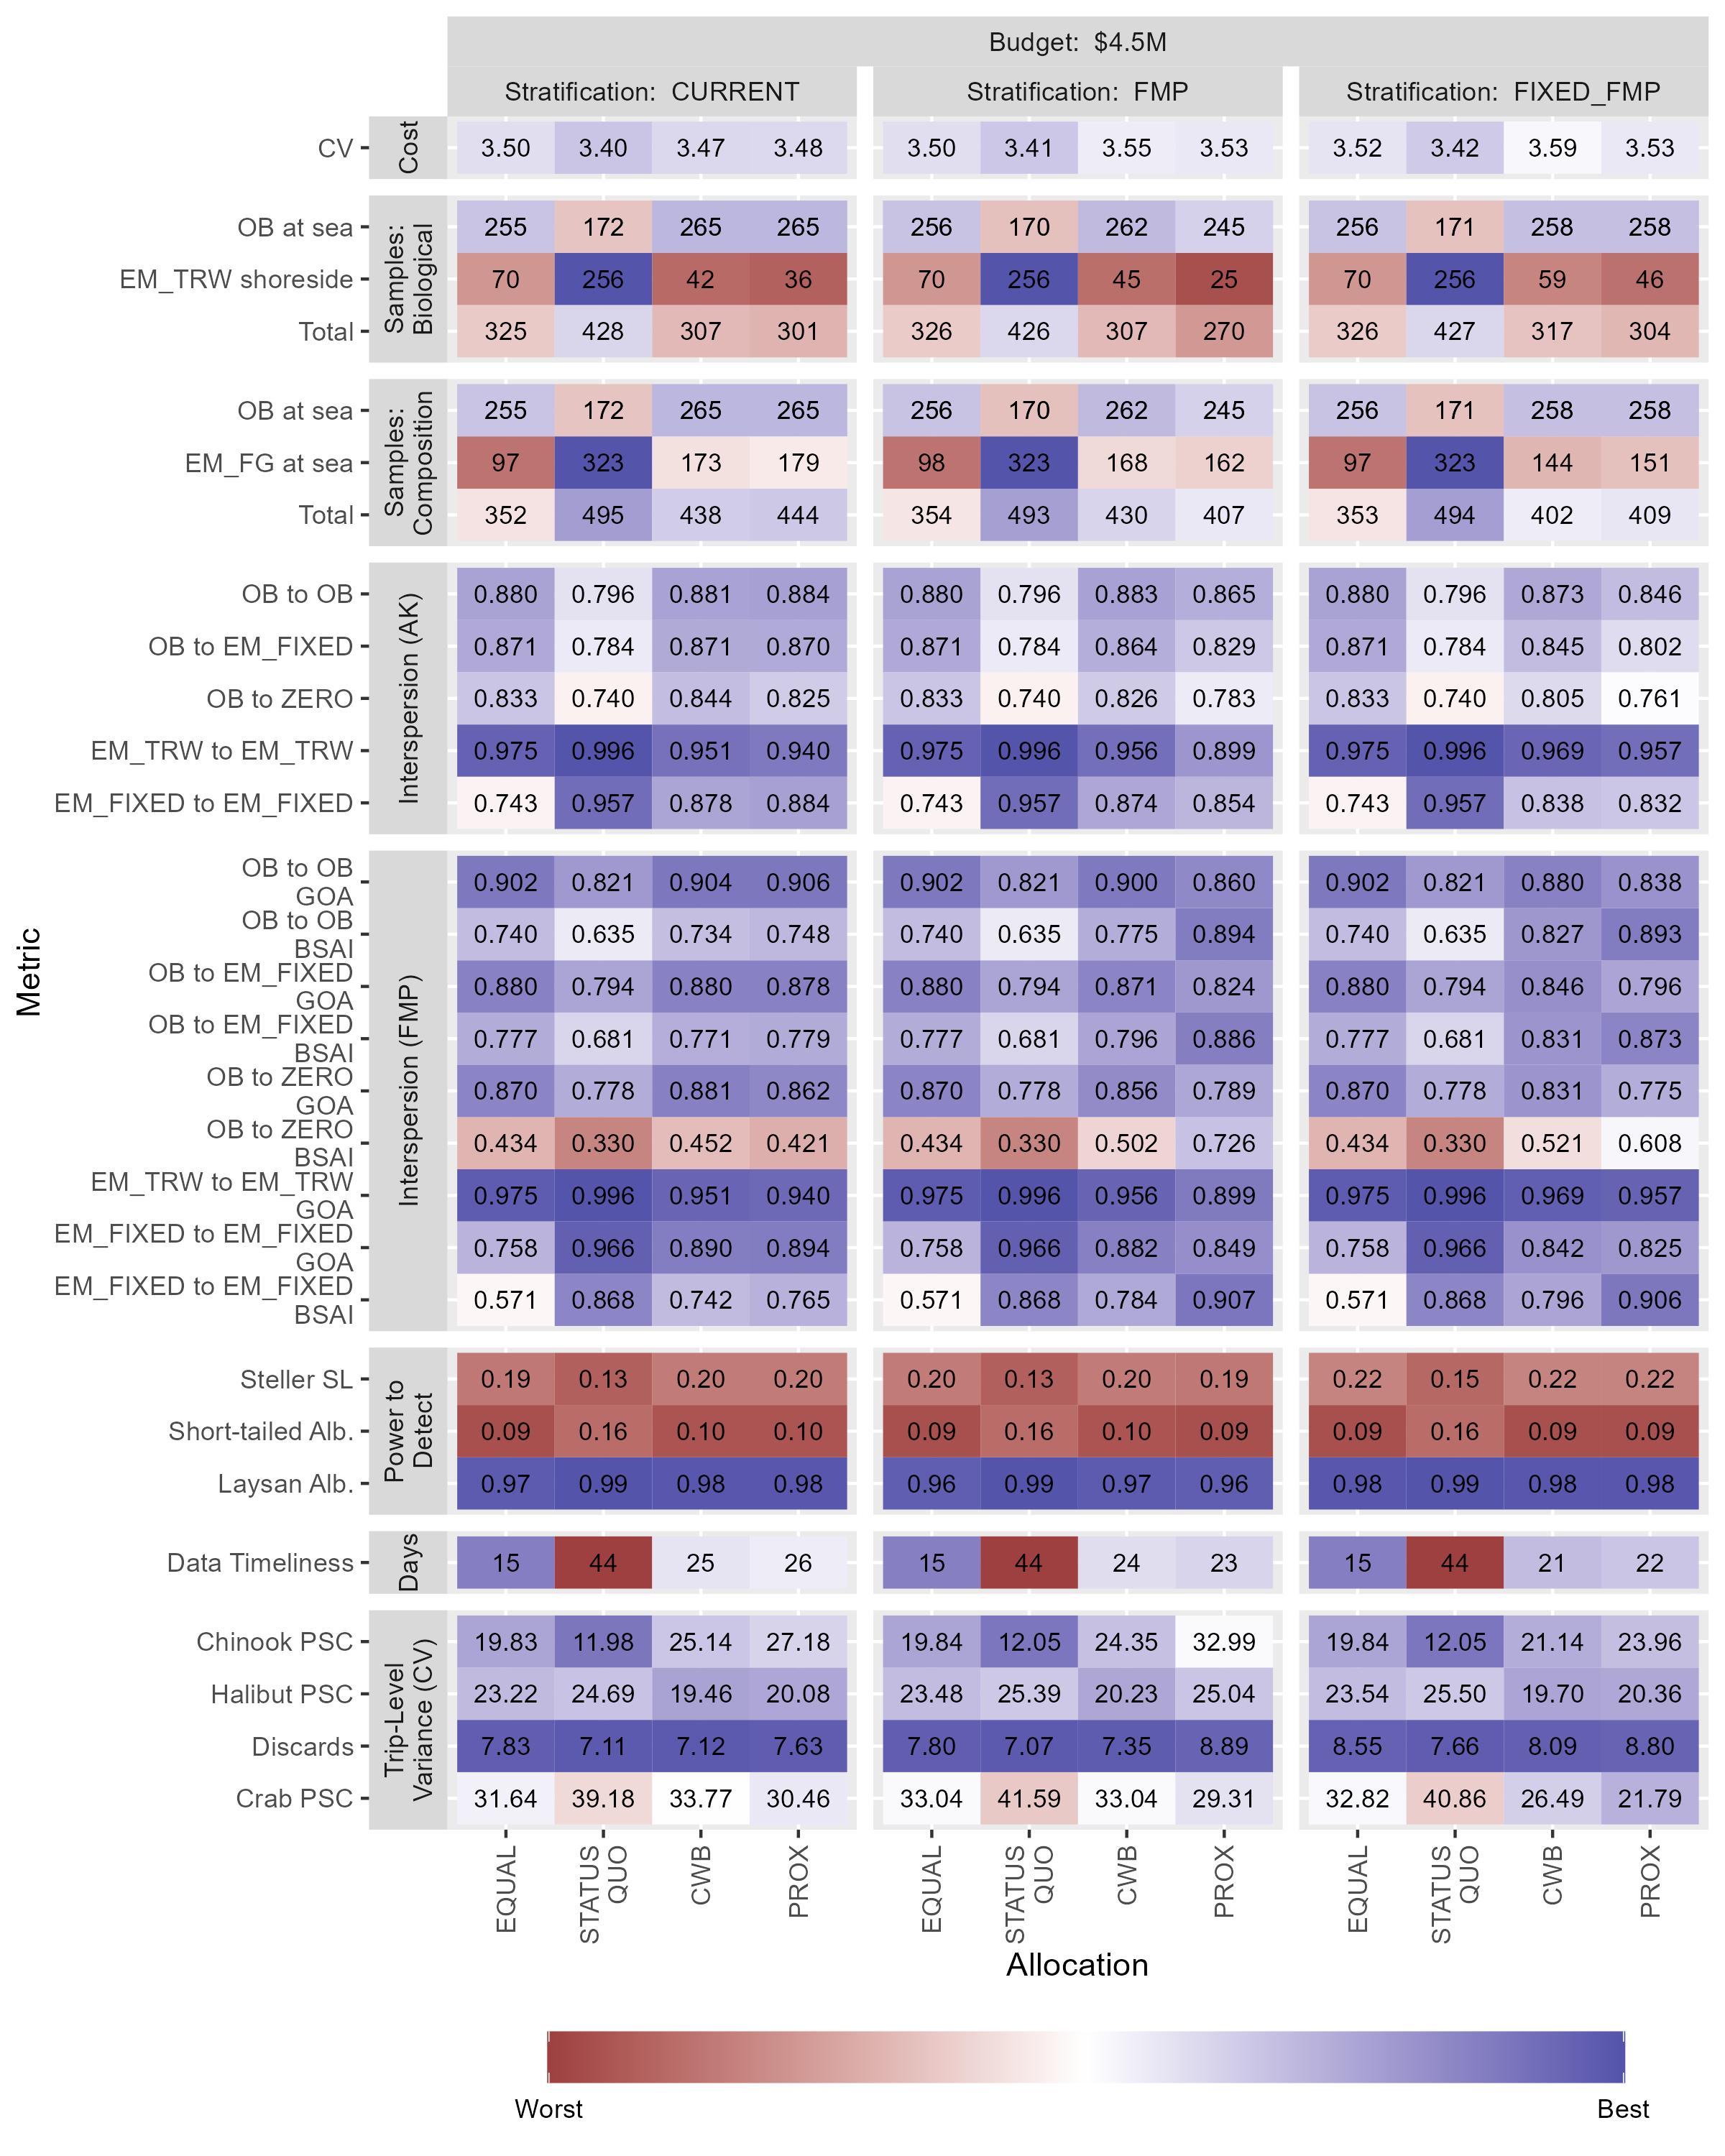 Budget:  $4.5M
Stratification:  CURRENT
Stratification:  FMP
Stratification:  FIXED_FMP
Metric
Cost
CV 3.50 3.40 3.47 3.48 3.50 3.41 3.55 3.53 3.52 3.42 3.59 3.53
Samples:
Biological
OB at sea 255 172 265 265 256 170 262 245 256 171 258 258
EM_TRW shoreside 70 256 42 36 70 256 45 25 70 256 59 46
Total 325 428 307 301 326 426 307 270 326 427 317 304
Samples:
Composition
OB at sea 255 172 265 265 256 170 262 245 256 171 258 258
EM_FG at sea 97 323 173 179 98 323 168 162 97 323 144 151
Total 352 495 438 444 354 493 430 407 353 494 402 409
Interspersion (AK)
OB to OB 0.880 0.796 0.881 0.884 0.880 0.796 0.883 0.865 0.880 0.796 0.873 0.846
OB to EM_FIXED 0.871 0.784 0.871 0.870 0.871 0.784 0.864 0.829 0.871 0.784 0.845 0.802
OB to ZERO 0.833 0.740 0.844 0.825 0.833 0.740 0.826 0.783 0.833 0.740 0.805 0.761
EM_TRW to EM_TRW 0.975 0.996 0.951 0.940 0.975 0.996 0.956 0.899 0.975 0.996 0.969 0.957
EM_FIXED to EM_FIXED 0.743 0.957 0.878 0.884 0.743 0.957 0.874 0.854 0.743 0.957 0.838 0.832
Interspersion (FMP)
OB to OB
GOA 0.902 0.821 0.904 0.906 0.902 0.821 0.900 0.860 0.902 0.821 0.880 0.838
OB to OB
BSAI 0.740 0.635 0.734 0.748 0.740 0.635 0.775 0.894 0.740 0.635 0.827 0.893
OB to EM_FIXED
GOA 0.880 0.794 0.880 0.878 0.880 0.794 0.871 0.824 0.880 0.794 0.846 0.796
OB to EM_FIXED
BSAI 0.777 0.681 0.771 0.779 0.777 0.681 0.796 0.886 0.777 0.681 0.831 0.873
OB to ZERO
GOA 0.870 0.778 0.881 0.862 0.870 0.778 0.856 0.789 0.870 0.778 0.831 0.775
OB to ZERO
BSAI 0.434 0.330 0.452 0.421 0.434 0.330 0.502 0.726 0.434 0.330 0.521 0.608
EM_TRW to EM_TRW
GOA 0.975 0.996 0.951 0.940 0.975 0.996 0.956 0.899 0.975 0.996 0.969 0.957
EM_FIXED to EM_FIXED
GOA 0.758 0.966 0.890 0.894 0.758 0.966 0.882 0.849 0.758 0.966 0.842 0.825
EM_FIXED to EM_FIXED
BSAI 0.571 0.868 0.742 0.765 0.571 0.868 0.784 0.907 0.571 0.868 0.796 0.906
Power to
Detect
Steller SL 0.19 0.13 0.20 0.20 0.20 0.13 0.20 0.19 0.22 0.15 0.22 0.22
Short-tailed Alb. 0.09 0.16 0.10 0.10 0.09 0.16 0.10 0.09 0.09 0.16 0.09 0.09
Laysan Alb. 0.97 0.99 0.98 0.98 0.96 0.99 0.97 0.96 0.98 0.99 0.98 0.98
Days
Data Timeliness 15 44 25 26 15 44 24 23 15 44 21 22
Trip-Level
Variance (CV)
Chinook PSC 19.83 11.98 25.14 27.18 19.84 12.05 24.35 32.99 19.84 12.05 21.14 23.96
Halibut PSC 23.22 24.69 19.46 20.08 23.48 25.39 20.23 25.04 23.54 25.50 19.70 20.36
Discards 7.83 7.11 7.12 7.63 7.80 7.07 7.35 8.89 8.55 7.66 8.09 8.80
Crab PSC 31.64 39.18 33.77 30.46 33.04 41.59 33.04 29.31 32.82 40.86 26.49 21.79
EQUAL
STATUS
QUO
CWB
PROX
EQUAL
STATUS
QUO
CWB
PROX
EQUAL
STATUS
QUO
CWB
PROX
Allocation
Worst
Best